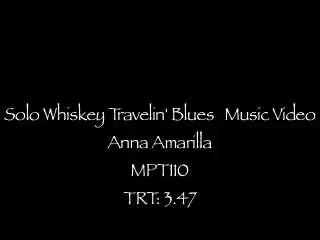 Solo Whiskey Travelin' Blues Music Video
Anna Amarilla
MPT110
TRT: 3.47